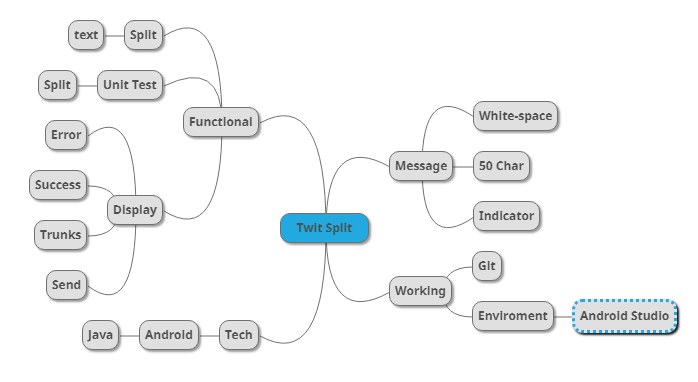 Twit Split
Functional
Split
text
Unit Test
Split
Display
Error
Success
Trunks
Send
Tech
Android
Java
Message
White-space
50 Char
Indicator
Working
Git
Enviroment
Android Studio